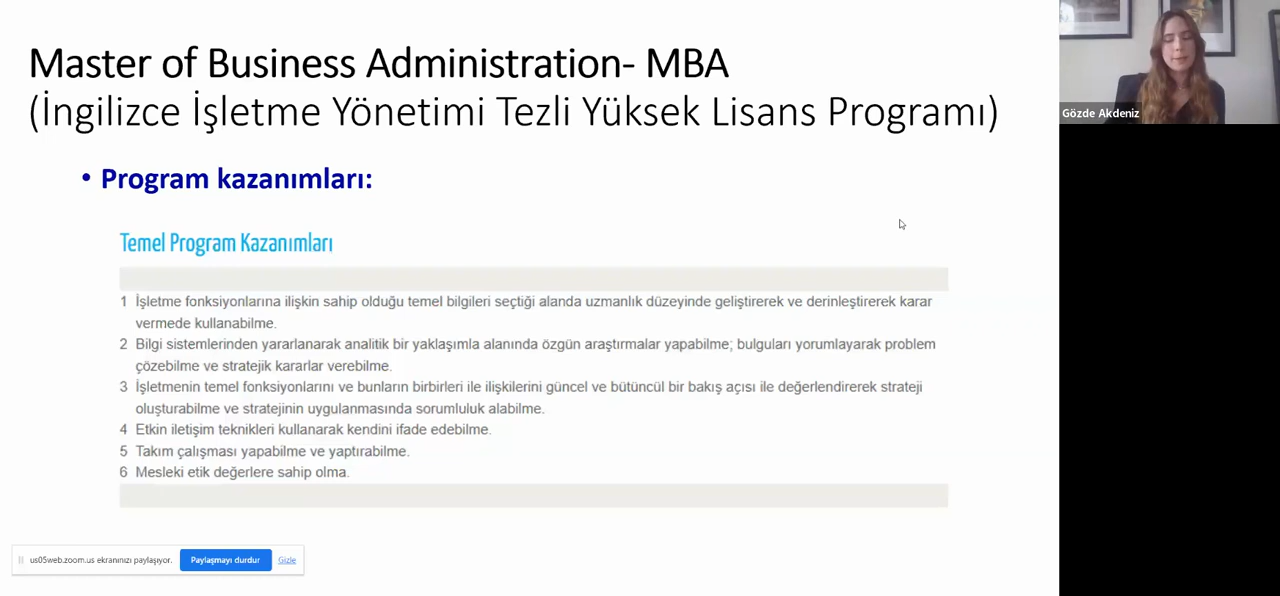 Master of Business Administration- MBA
(İngilizce İşletme Yönetimi Tezli Yüksek Lisans Programı)
• Program kazanımları:
Temel Program Kazanımları
1 İşletme fonksiyonlarına ilişkin sahip olduğu temel bilgileri seçtiği alanda uzmanlık düzeyinde geliştirerek ve derinleştirerek karar
vermede kullanabilme.
2 Bilgi sistemlerinden yararlanarak analitik bir yaklaşımla alanında özgün araştırmalar yapabilme; bulguları yorumlayarak problem
çözebilme ve stratejik kararlar verebilme.
3 İşletmenin temel fonksiyonlarını ve bunların birbirleri ile ilişkilerini güncel ve bütüncül bir bakış açısı ile değerlendirerek strateji
oluşturabilme ve stratejinin uygulanmasında sorumluluk alabilme.
4 Etkin iletişim teknikleri kullanarak kendini ifade edebilme.
5 Takım çalışması yapabilme ve yaptırabilme.
6 Mesleki etik değerlere sahip olma.
us05web.zoom.us ekranınızı paylaşıyor. Paylaşmayı durdur Gizle
Gözde Akdeniz